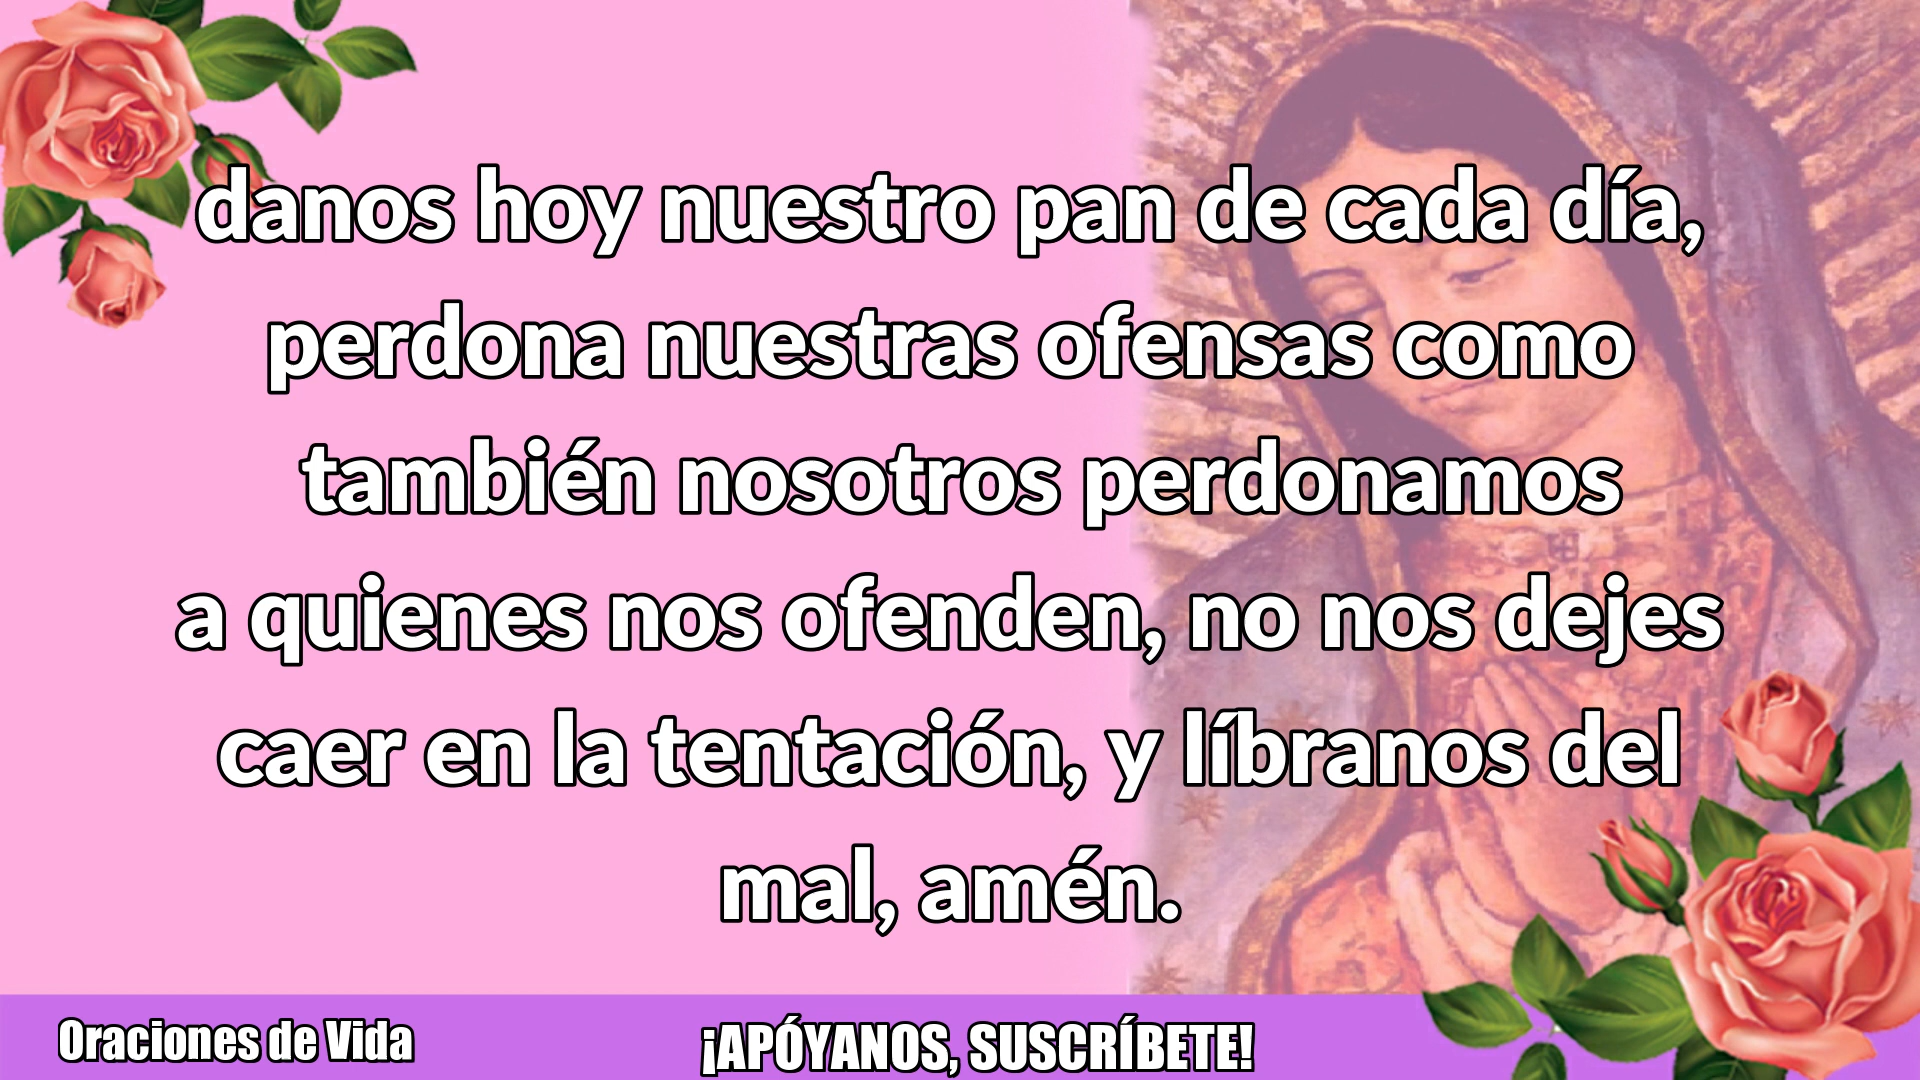 danos hoy nuestro pan de cada día,
perdona nuestras ofensas como
también nosotros perdonamos
a quienes nos ofenden, no nos dejes
caer en la tentación, y líbranos del
mal, amén.
Oraciones de Vida
¡APÓYANOS, SUSCRÍBETE!